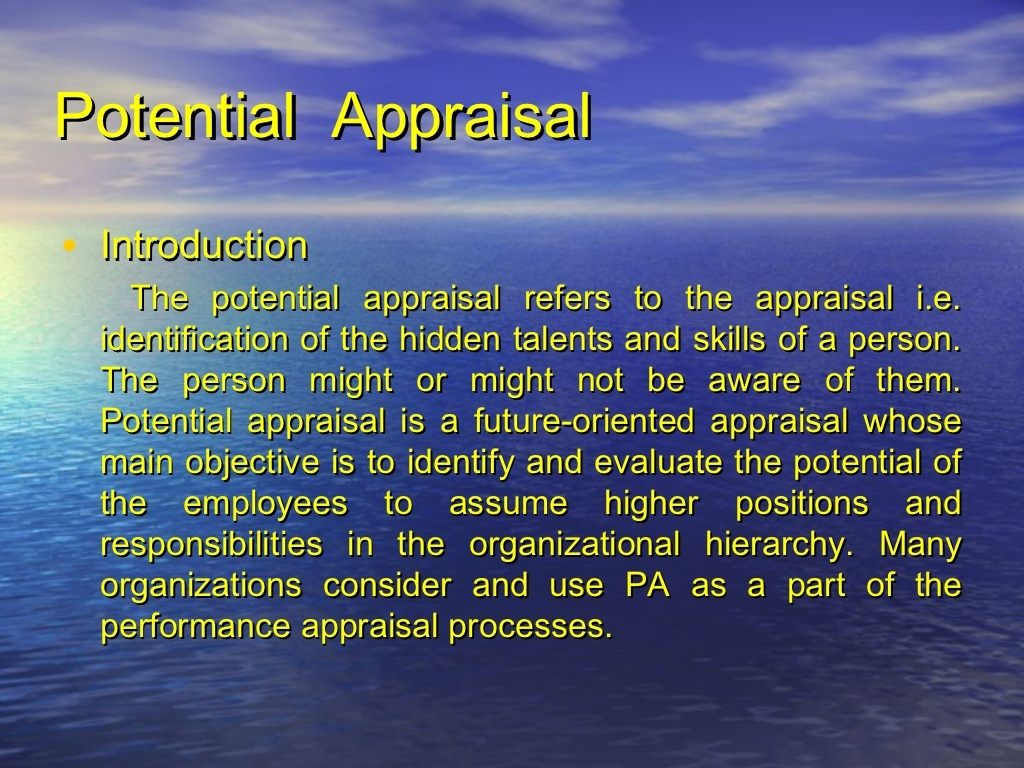 Potential Appraisal
• Introduction
The potential appraisal refers to the appraisal i.e.
identification of the hidden talents and skills of a person.
The person might or might not be aware of them.
Potential appraisal is a future-oriented appraisal whose
main objective is to identify and evaluate the potential of
the employees to assume higher positions and
responsibilities in the organizational hierarchy. Many
organizations consider and use PA as a part of the
performance appraisal processes.